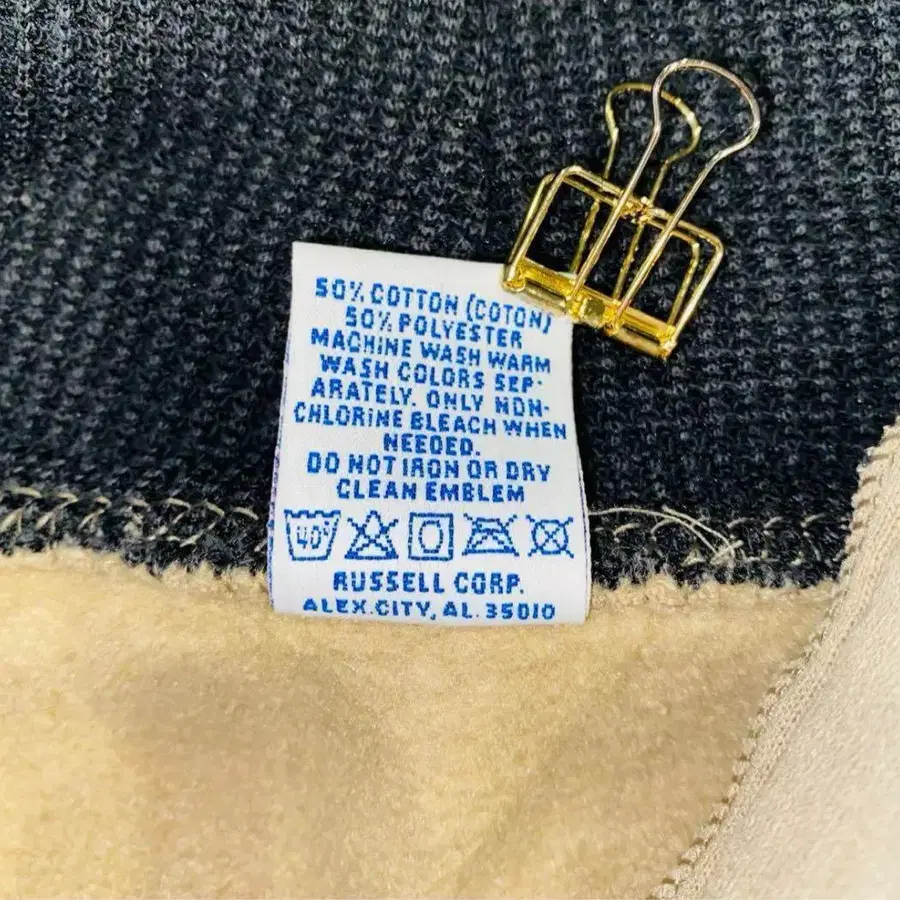 50% COTTON (COTON)
50% POLYESTER
MACHINE WASH WARM
WASH COLORS SEP-
ARATELY. ONLY NON-
CHLORINE BLEACH WHEN
NEEDED.
DO NOT IRON OR DRY
CLEAN EMBLEM
40°
RUSSELL CORP.
ALEX.CITY, AL. 35010